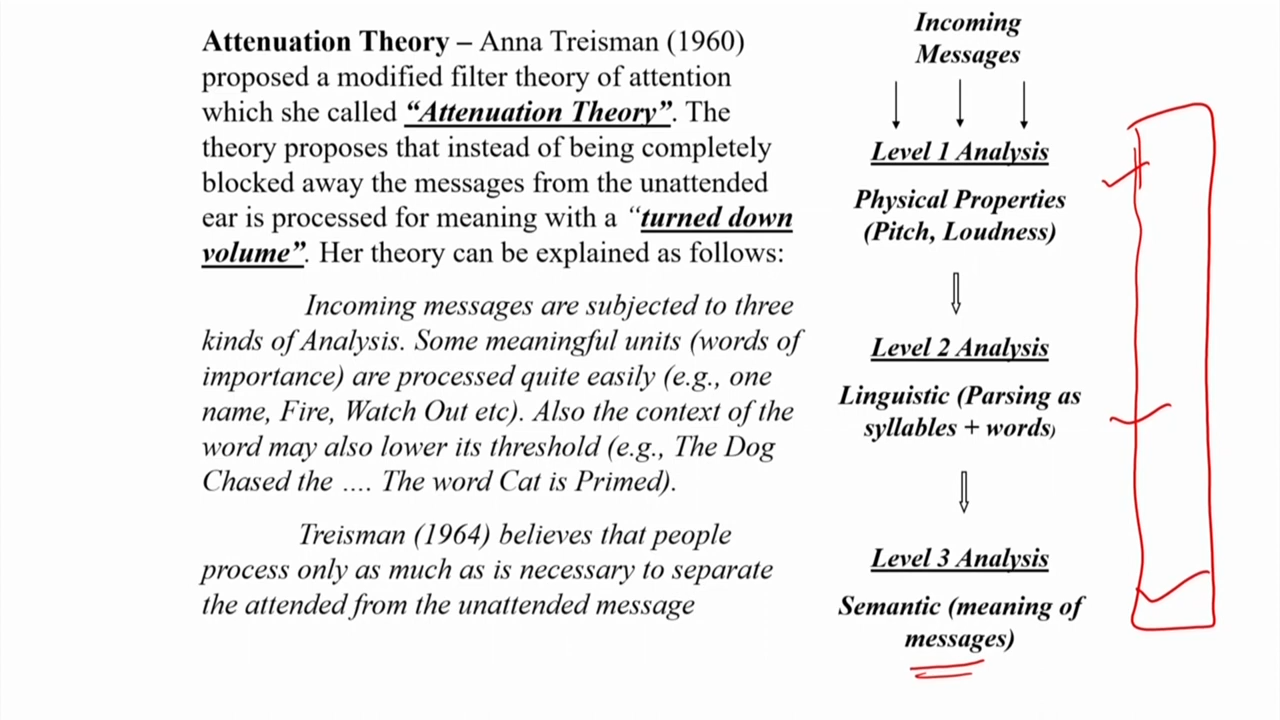 Attenuation Theory – Anna Treisman (1960)
proposed a modified filter theory of attention
which she called “Attenuation Theory”. The
theory proposes that instead of being completely
blocked away the messages from the unattended
ear is processed for meaning with a “turned down
volume”. Her theory can be explained as follows:
Incoming messages are subjected to three
kinds of Analysis. Some meaningful units (words of
importance) are processed quite easily (e.g., one
name, Fire, Watch Out etc). Also the context of the
word may also lower its threshold (e.g., The Dog
Chased the .... The word Cat is Primed).
Treisman (1964) believes that people
process only as much as is necessary to separate
the attended from the unattended message
Incoming
Messages
Level 1 Analysis
Physical Properties
(Pitch, Loudness)
Level 2 Analysis
Linguistic (Parsing as
syllables + words)
Level 3 Analysis
Semantic (meaning of
messages)